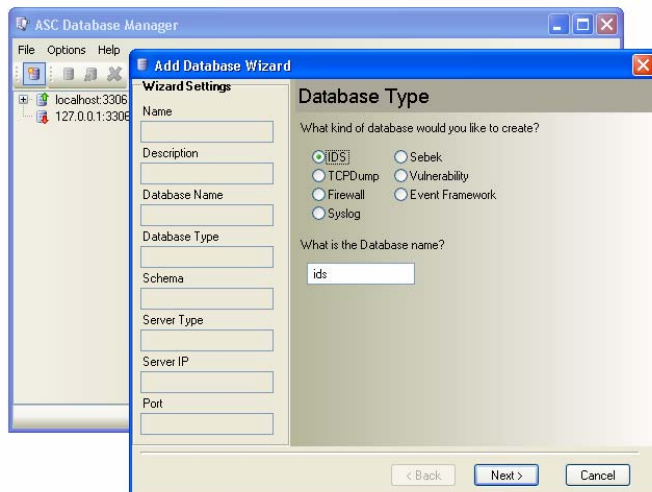 ASC Database Manager
File Options Help
localhost:3306
127.0.0.1:3306
Add Database Wizard
Wizard Settings
Name
Description
Database Name
Database Type
Schema
Server Type
Server IP
Port
Database Type
What kind of database would you like to create?
IDS Sebek
TCPDump Vulnerability
Firewall Event Framework
Syslog
What is the Database name?
ids
< Back Next > Cancel